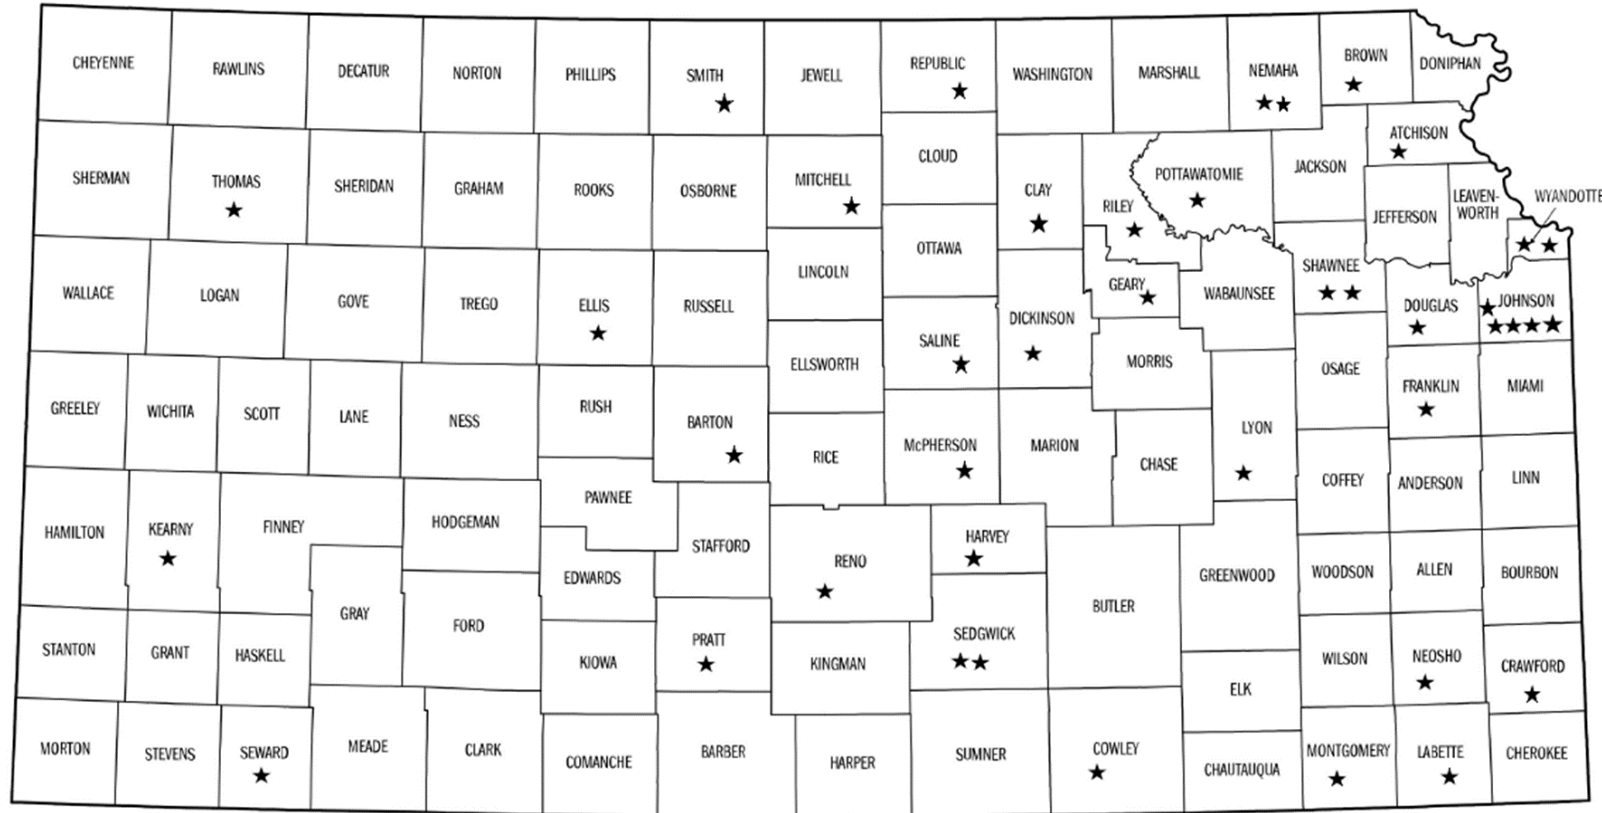 CHEYENNE
RAWLINS
DECATUR
NORTON
PHILLIPS
SMITH
JEWELL
REPUBLIC
WASHINGTON
MARSHALL
NEMAHA
BROWN
DONIPHAN
SHERMAN
THOMAS
SHERIDAN
GRAHAM
ROOKS
OSBORNE
MITCHELL
CLOUD
CLAY
RILEY
POTTAWATOMIE
JACKSON
ATCHISON
JEFFERSON
LEAVEN-
WORTH
WYANDOTTE
WALLACE
LOGAN
GOVE
TREGO
ELLIS
RUSSELL
LINCOLN
OTTAWA
DICKINSON
GEARY
WABAUNSEE
SHAWNEE
DOUGLAS
JOHNSON
ELLSWORTH
SALINE
MORRIS
OSAGE
FRANKLIN
MIAMI
GREELEY
WICHITA
SCOTT
LANE
NESS
RUSH
BARTON
RICE
McPHERSON
MARION
CHASE
LYON
COFFEY
ANDERSON
LINN
HAMILTON
KEARNY
FINNEY
HODGEMAN
PAWNEE
STAFFORD
EDWARDS
RENO
HARVEY
BUTLER
GREENWOOD
WOODSON
ALLEN
BOURBON
GRAY
FORD
STANTON
GRANT
HASKELL
KIOWA
PRATT
KINGMAN
SEDGWICK
ELK
WILSON
NEOSHO
CRAWFORD
MORTON
STEVENS
SEWARD
MEADE
CLARK
COMANCHE
BARBER
HARPER
SUMNER
COWLEY
CHAUTAUQUA
MONTGOMERY
LABETTE
CHEROKEE